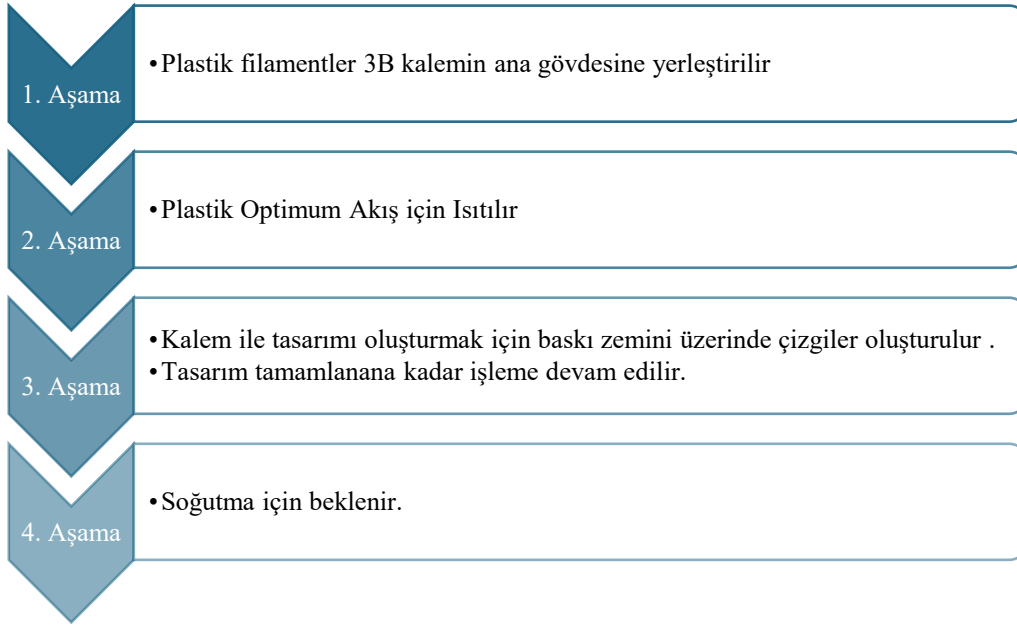 1. Aşama
•Plastik filamentler 3B kalemin ana gövdesine yerleştirilir
2. Aşama
•Plastik Optimum Akış için Isıtılır
3. Aşama
•Kalem ile tasarımı oluşturmak için baskı zemini üzerinde çizgiler oluşturulur .
•Tasarım tamamlanana kadar işleme devam edilir.
4. Aşama
•Soğutma için beklenir.